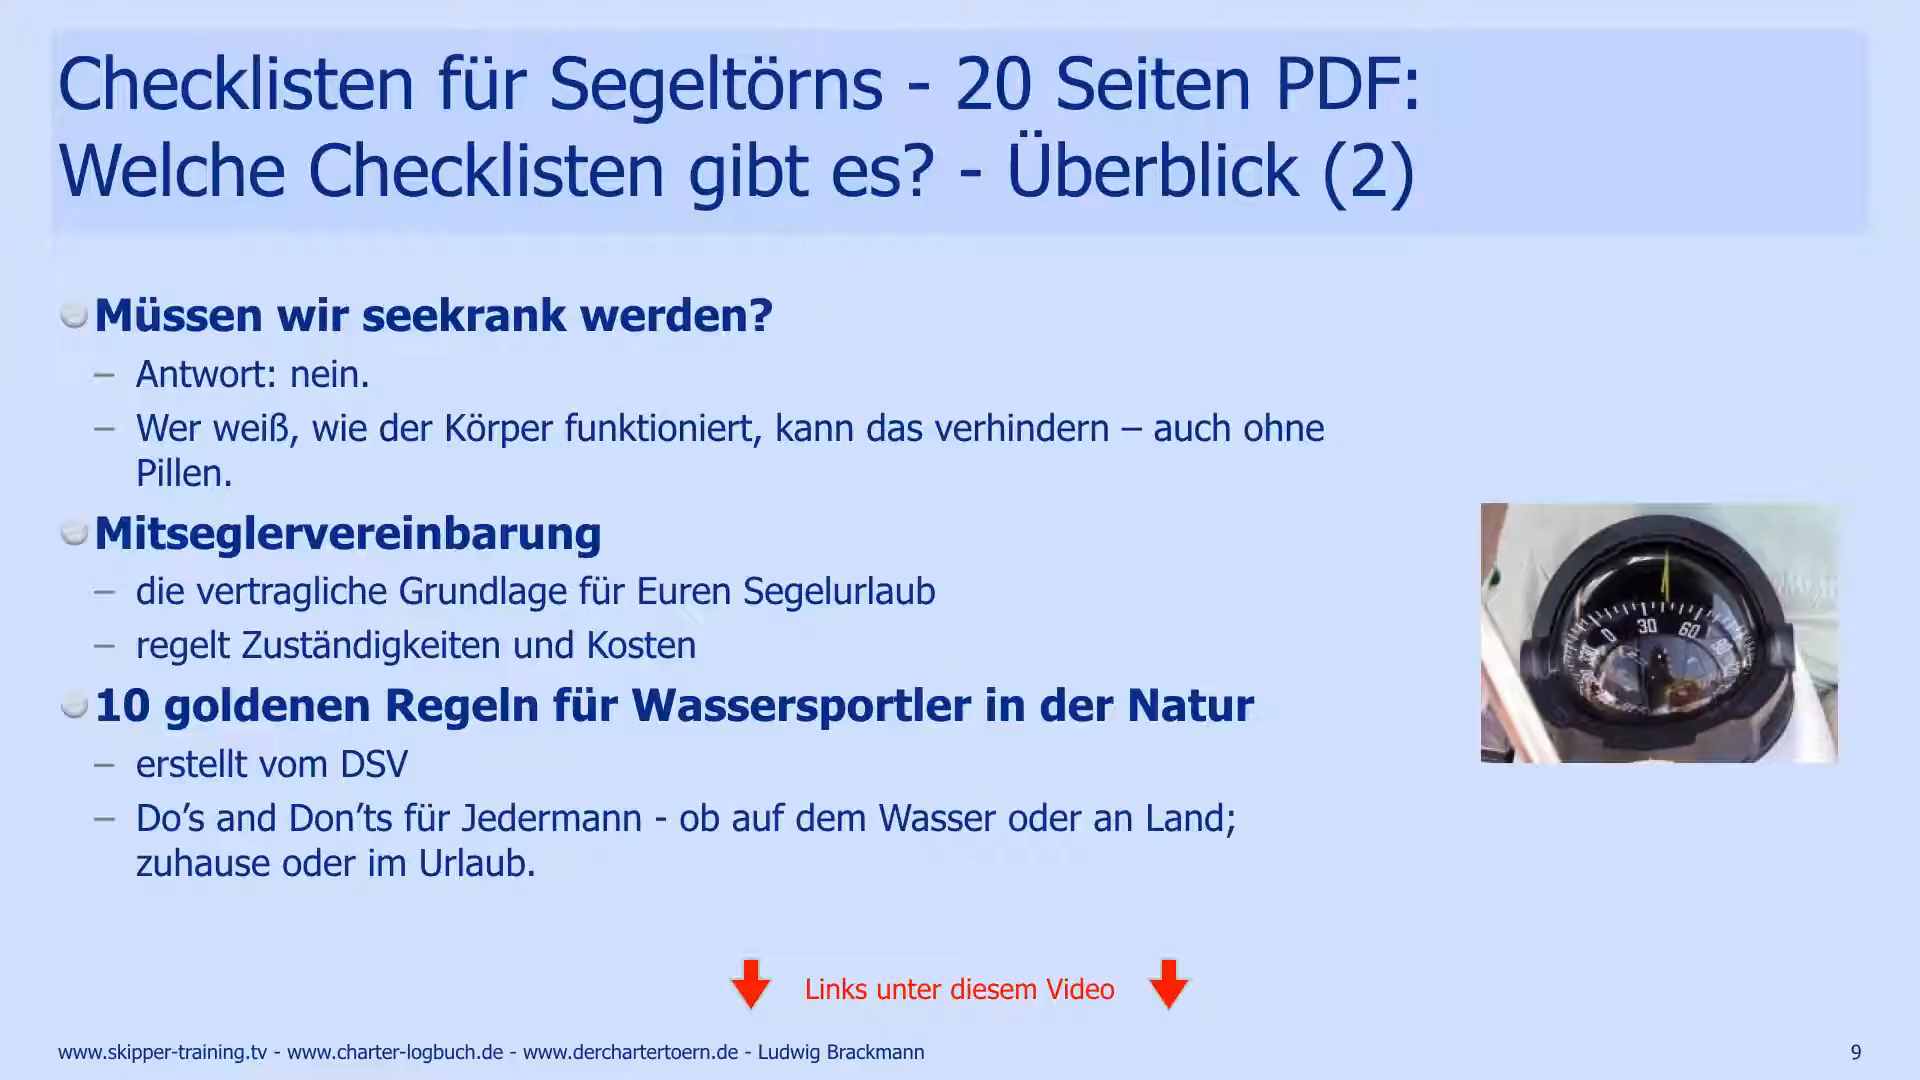 Checklisten für Segeltörns - 20 Seiten PDF:
Welche Checklisten gibt es? - Überblick (2)
Müssen wir seekrank werden?
– Antwort: nein.
– Wer weiß, wie der Körper funktioniert, kann das verhindern – auch ohne
Pillen.
Mitseglervereinbarung
– die vertragliche Grundlage für Euren Segelurlaub
– regelt Zuständigkeiten und Kosten
10 goldenen Regeln für Wassersportler in der Natur
– erstellt vom DSV
– Do’s and Don’ts für Jedermann - ob auf dem Wasser oder an Land;
zuhause oder im Urlaub.
0 30 60
Links unter diesem Video
www.skipper-training.tv - www.charter-logbuch.de - www.derchartertoern.de - Ludwig Brackmann
9